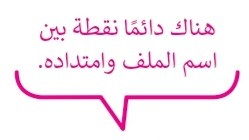 هناك دائمًا نقطة بين
اسم الملف وامتداده.